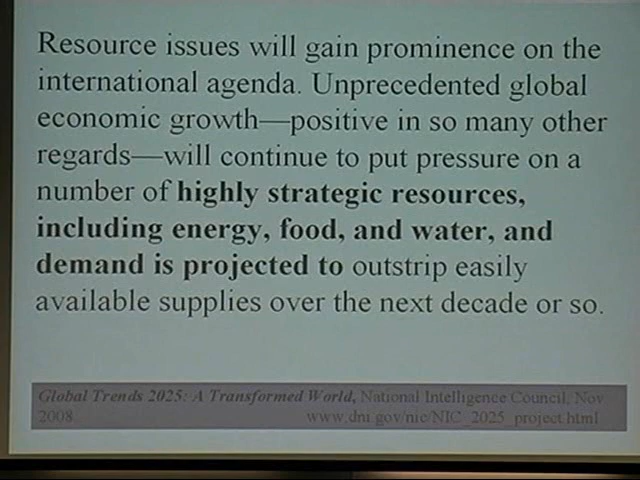 Resource issues will gain prominence on the
international agenda. Unprecedented global
economic growth—positive in so many other
regards—will continue to put pressure on a
number of highly strategic resources,
including energy, food, and water, and
demand is projected to outstrip easily
available supplies over the next decade or so.
Global Trends 2025: A Transformed World, National Intelligence Council, Nov
2008. www.dni.gov/nic/NIC_2025_project.html